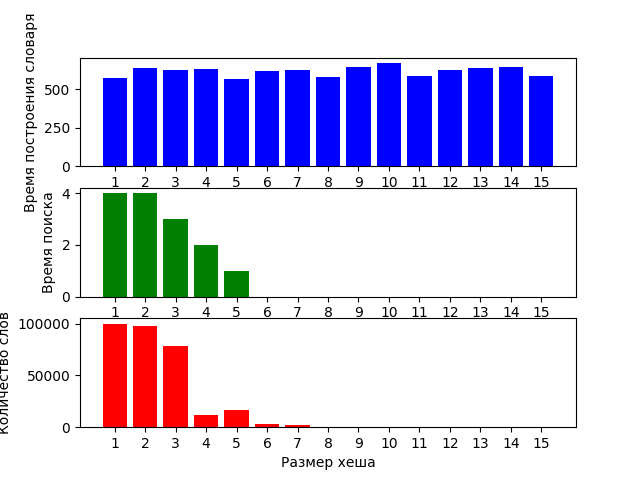 Время построения словаря
500
250
0
1 2 3 4 5 6 7 8 9 10 11 12 13 14 15
Время поиска
4
2
0
1 2 3 4 5 6 7 8 9 10 11 12 13 14 15
Количество слов
100000
50000
0
1 2 3 4 5 6 7 8 9 10 11 12 13 14 15
Размер хеша